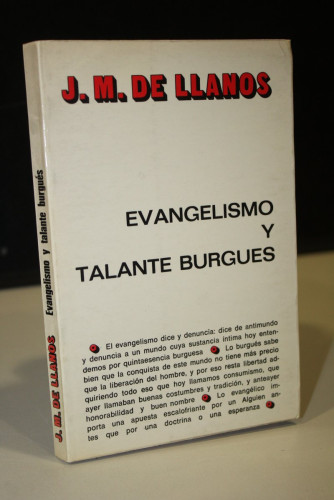 J. M. DE LLANOS
EVANGELISMO
Y
TALANTE BURGUES
El evangelismo dice y denuncia: dice de antimundo
y denuncia a un mundo cuya sustancia íntima hoy enten-
demos por quintaesencia burguesa Lo burgués sabe
bien que la conquista de este mundo no tiene más precio
que la liberación del hombre, y por eso resta libertad ad-
quiriendo todo eso que hoy llamamos consumismo, que
ayer llamaban buenas costumbres y tradición, y anteayer
honorabilidad y buen nombre Lo evangélico im-
porta una apuesta escalofriante por un Alguien an-
tes que por una doctrina o una esperanza
J. M. DE LLANOS Evangelismo y talante burgués